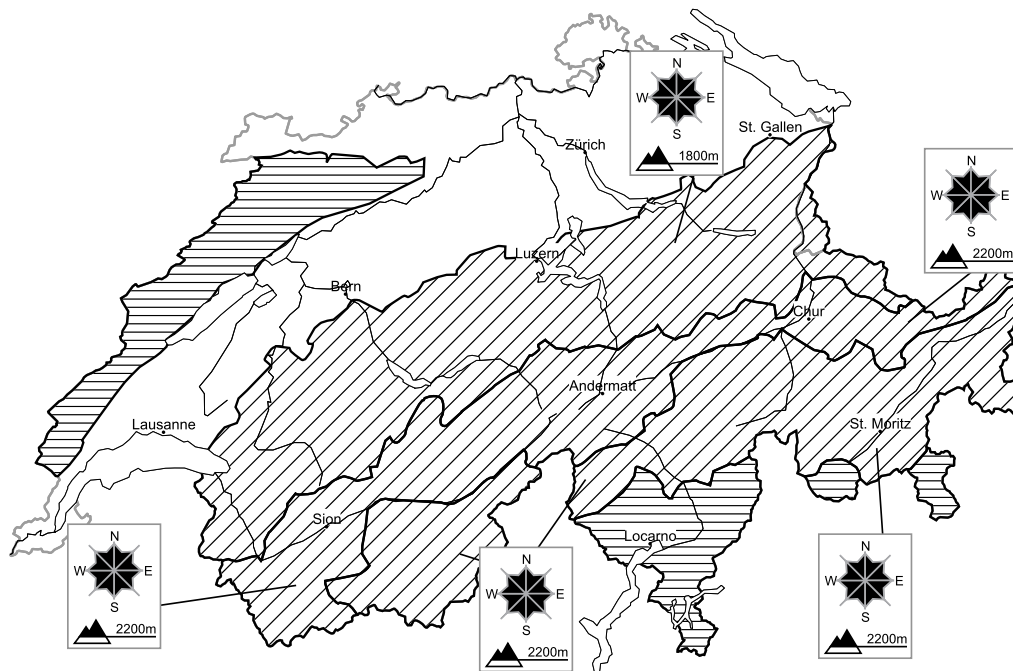 N
W E
S
1800m
St. Gallen
Zürich
N
W E
S
2200m
Luzern
Bern
Chur
Andermatt
Lausanne
St. Moritz
Sion
Locarno
N
W E
S
2200m
N
W E
S
2200m
N
W E
S
2200m